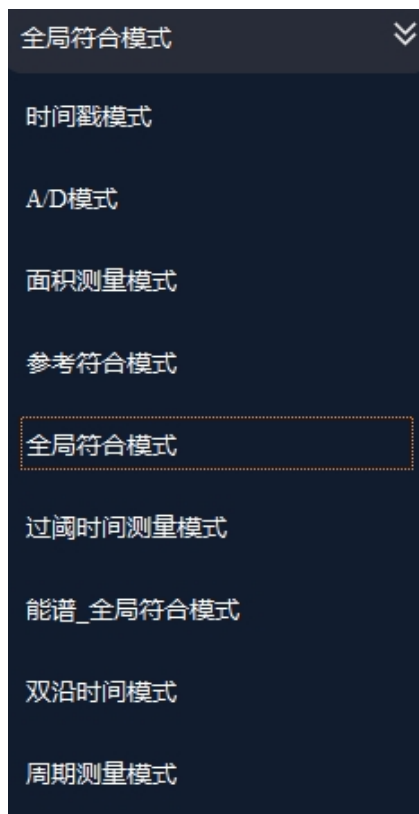 全局符合模式
时间戳模式
A/D模式
面积测量模式
参考符合模式
全局符合模式
过阈时间测量模式
能谱_全局符合模式
双沿时间模式
周期测量模式